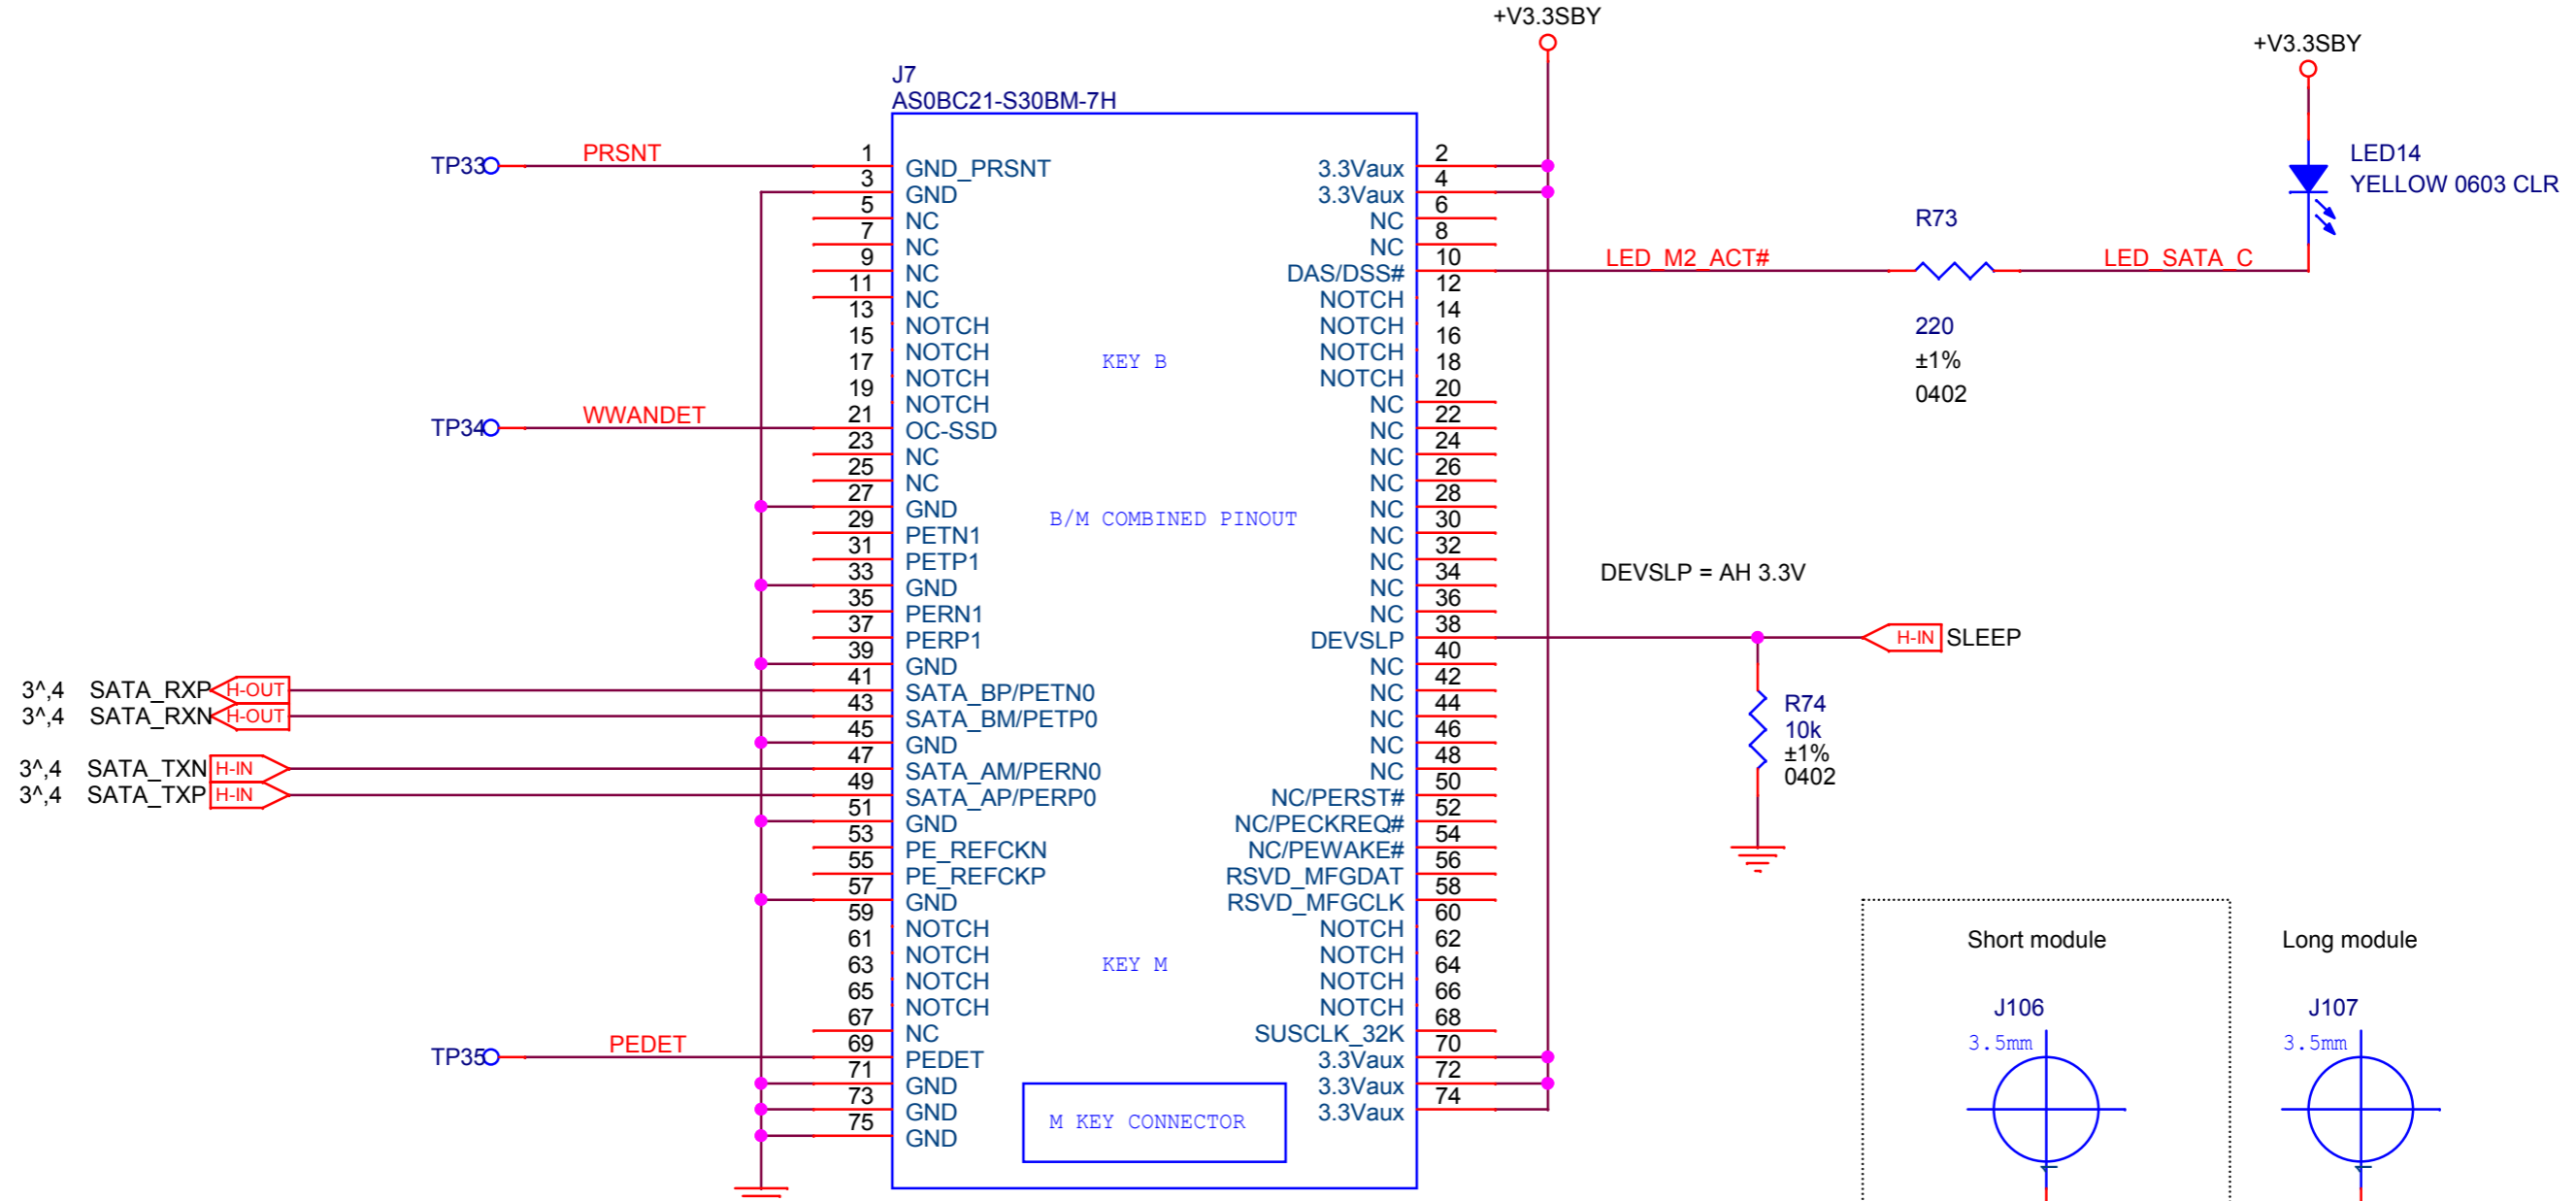 +V3.3SBY
+V3.3SBY
J7
AS0BC21-S30BM-7H
LED14
YELLOW 0603 CLR
TP33 PRSNT 1 GND_PRSNT 3.3Vaux 2
3 GND 3.3Vaux 4
5 NC NC 6
7 NC NC 8
9 NC DAS/DSS# 10 LED_M2_ACT# R73 LED_SATA_C
11 NC NOTCH 12
13 NOTCH NOTCH 14
15 NOTCH NOTCH 16
17 NOTCH NOTCH 18
19 NOTCH NC 20
220
±1%
0402
KEY B
TP34 WWANDET 21 OC-SSD NC 22
23 NC NC 24
25 NC NC 26
27 GND NC 28
B/M COMBINED PINOUT
29 PETN1 NC 30
31 PETP1 NC 32
33 GND NC 34
35 PERN1 NC 36
DEVSLP = AH 3.3V
37 PERP1 DEVSLP 38 H-IN SLEEP
39 GND NC 40
3^,4 SATA_RXP H-OUT 41 SATA_BP/PETN0 NC 42
3^,4 SATA_RXN H-OUT 43 SATA_BM/PETP0 NC 44
45 GND NC 46
3^,4 SATA_TXN H-IN 47 SATA_AM/PERN0 NC 48
3^,4 SATA_TXP H-IN 49 SATA_AP/PERP0 NC/PERST# 50
R74
10k
±1%
0402
51 GND NC/PECKREQ# 52
53 PE_REFCKN NC/PEWAKE# 54
55 PE_REFCKP RSVD_MFGDAT 56
57 GND RSVD_MFGCLK 58
59 NOTCH NOTCH 60
61 NOTCH NOTCH 62
63 NOTCH NOTCH 64
65 NOTCH NOTCH 66
KEY M
67 NC SUSCLK_32K 68
TP35 PEDET 69 PEDET 3.3Vaux 70
71 GND 3.3Vaux 72
73 GND 3.3Vaux 74
75 GND
M KEY CONNECTOR
Short module Long module
J106 J107
3.5mm 3.5mm